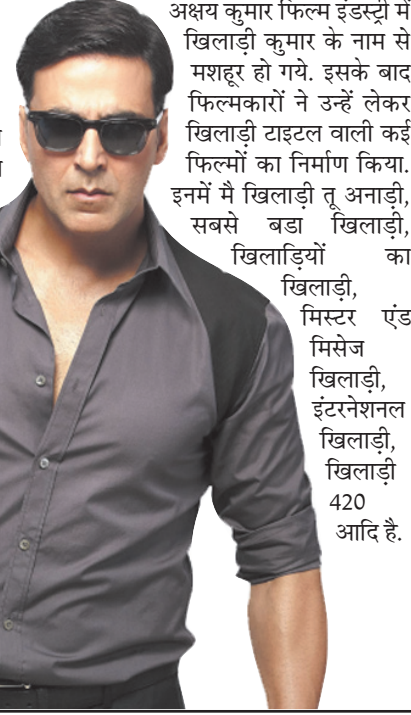 अक्षय कुमार फिल्म इंडस्ट्री में
खिलाड़ी कुमार के नाम से
मशहूर हो गये. इसके बाद
फिल्मकारों ने उन्हें लेकर
खिलाड़ी टाइटल वाली कई
फिल्मों का निर्माण किया.
इनमें मै खिलाड़ी तू अनाड़ी,
सबसे बडा खिलाड़ी,
खिलाड़ियों का
खिलाड़ी,
मिस्टर एंड
मिसेज
खिलाड़ी,
इंटरनेशनल
खिलाड़ी,
खिलाड़ी
420
आदि है.